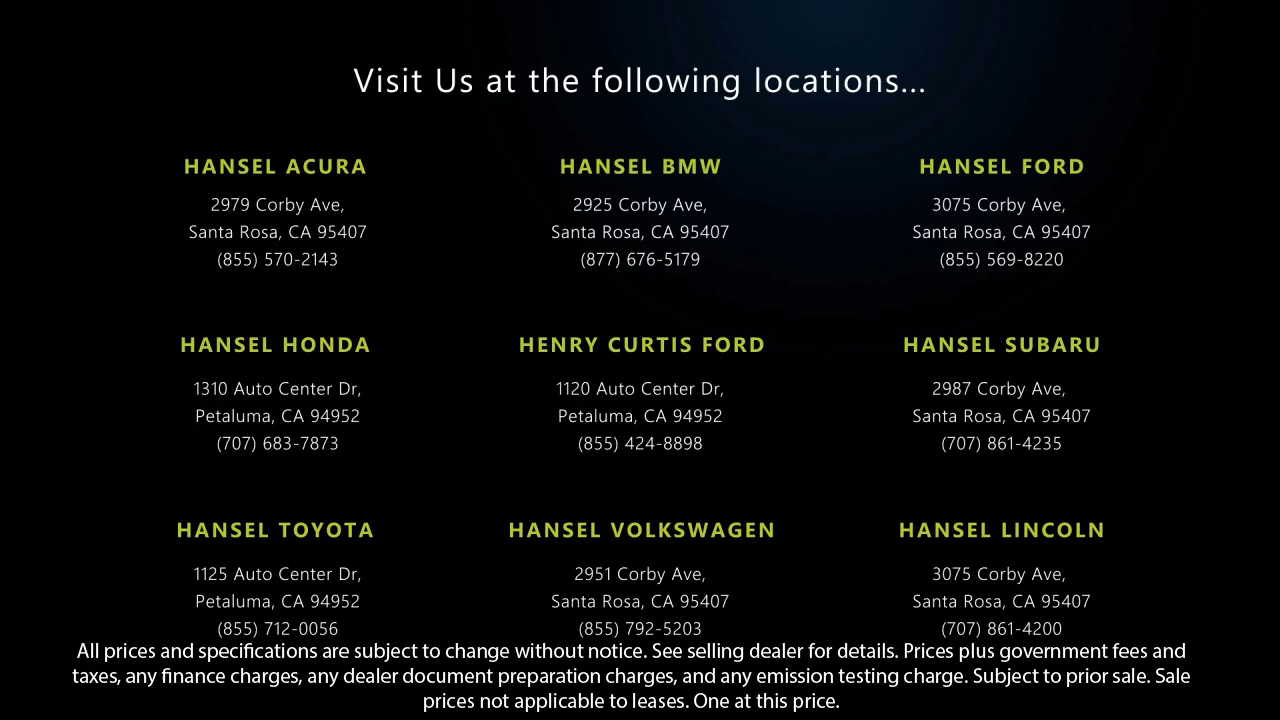 Visit Us at the following locations...
HANSEL ACURA
2979 Corby Ave,
Santa Rosa, CA 95407
(855) 570-2143
HANSEL BMW
2925 Corby Ave,
Santa Rosa, CA 95407
(877) 676-5179
HANSEL FORD
3075 Corby Ave,
Santa Rosa, CA 95407
(855) 569-8220
HANSEL HONDA
1310 Auto Center Dr,
Petaluma, CA 94952
(707) 683-7873
HENRY CURTIS FORD
1120 Auto Center Dr,
Petaluma, CA 94952
(855) 424-8898
HANSEL SUBARU
2987 Corby Ave,
Santa Rosa, CA 95407
(707) 861-4235
HANSEL TOYOTA
1125 Auto Center Dr,
Petaluma, CA 94952
(855) 712-0056
HANSEL VOLKSWAGEN
2951 Corby Ave,
Santa Rosa, CA 95407
(855) 792-5203
HANSEL LINCOLN
3075 Corby Ave,
Santa Rosa, CA 95407
(707) 861-4200
All prices and specifications are subject to change without notice. See selling dealer for details. Prices plus government fees and
taxes, any finance charges, any dealer document preparation charges, and any emission testing charge. Subject to prior sale. Sale
prices not applicable to leases. One at this price.